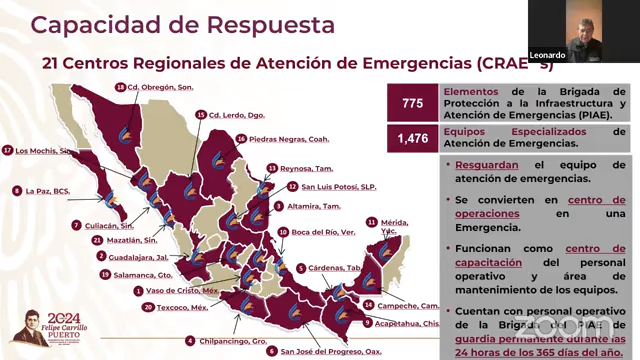 Capacidad de Respuesta
Leonardo
21 Centros Regionales de Atención de Emergencias (CRAE´s)
18 Cd. Obregón, Son.
15 Cd. Lerdo, Dgo.
16 Piedras Negras, Coah.
17 Los Mochis, Sin.
13 Reynosa, Tam.
12 San Luis Potosí, SLP.
8 La Paz, BCS.
3 Altamira, Tam.
11 Mérida,
Yuc.
7 Culiacán, Sin.
10 Boca del Río, Ver.
21 Mazatlán, Sin.
2 Guadalajara, Jal.
5 Cárdenas, Tab.
19 Salamanca, Gto.
1 Vaso de Cristo, Méx.
14 Campeche, Cam.
20 Texcoco, Méx.
9 Acapetahua, Chis.
4 Chilpancingo, Gro.
6 San José del Progreso, Oax.
775
Elementos de la Brigada de
Protección a la Infraestructura y
Atención de Emergencias (PIAE).
1,476
Equipos Especializados de
Atención de Emergencias.
• Resguardan el equipo de
atención de emergencias.
• Se convierten en centro de
operaciones en una
Emergencia.
• Funcionan como centro de
capacitación del personal
operativo y área de
mantenimiento de los equipos.
• Cuentan con personal operativo
de la Brigada de PIAE de
guardia permanente durante las
24 horas de los 365 días del año.
zoom
2024
Felipe Carrillo
PUERTO